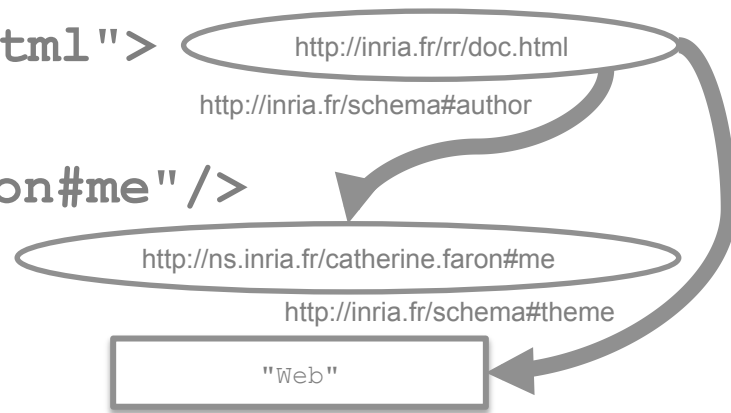 tml">
http://inria.fr/rr/doc.html
http://inria.fr/schema#author
on#me"/>
http://ns.inria.fr/catherine.faron#me
http://inria.fr/schema#theme
"Web"